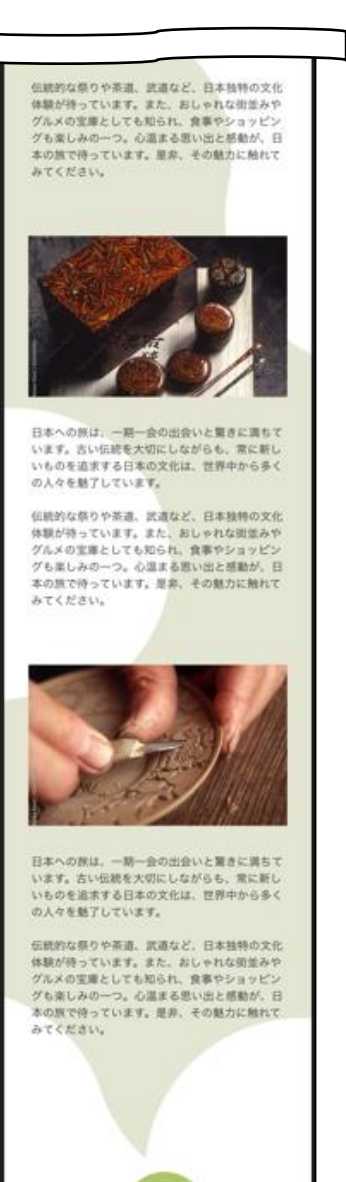 伝統的な祭りや茶道、武道など、日本独特の文化
体験が待っています。また、おしゃれな街並みや
グルメの宝庫としても知られ、食事やショッピン
グも楽しみの一つ。心温まる思い出と感動が、日
本の旅で待っています。是非、その魅力に触れて
みてください。
日本への旅は、一期一会の出会いと驚きに満ちて
います。古い伝統を大切にしながらも、常に新し
いものを追求する日本の文化は、世界中から多く
の人々を魅了しています。
伝統的な祭りや茶道、武道など、日本独特の文化
体験が待っています。また、おしゃれな街並みや
グルメの宝庫としても知られ、食事やショッピン
グも楽しみの一つ。心温まる思い出と感動が、日
本の旅で待っています。是非、その魅力に触れて
みてください。
日本への旅は、一期一会の出会いと驚きに満ちて
います。古い伝統を大切にしながらも、常に新し
いものを追求する日本の文化は、世界中から多く
の人々を魅了しています。
伝統的な祭りや茶道、武道など、日本独特の文化
体験が待っています。また、おしゃれな街並みや
グルメの宝庫としても知られ、食事やショッピン
グも楽しみの一つ。心温まる思い出と感動が、日
本の旅で待っています。是非、その魅力に触れて
みてください。